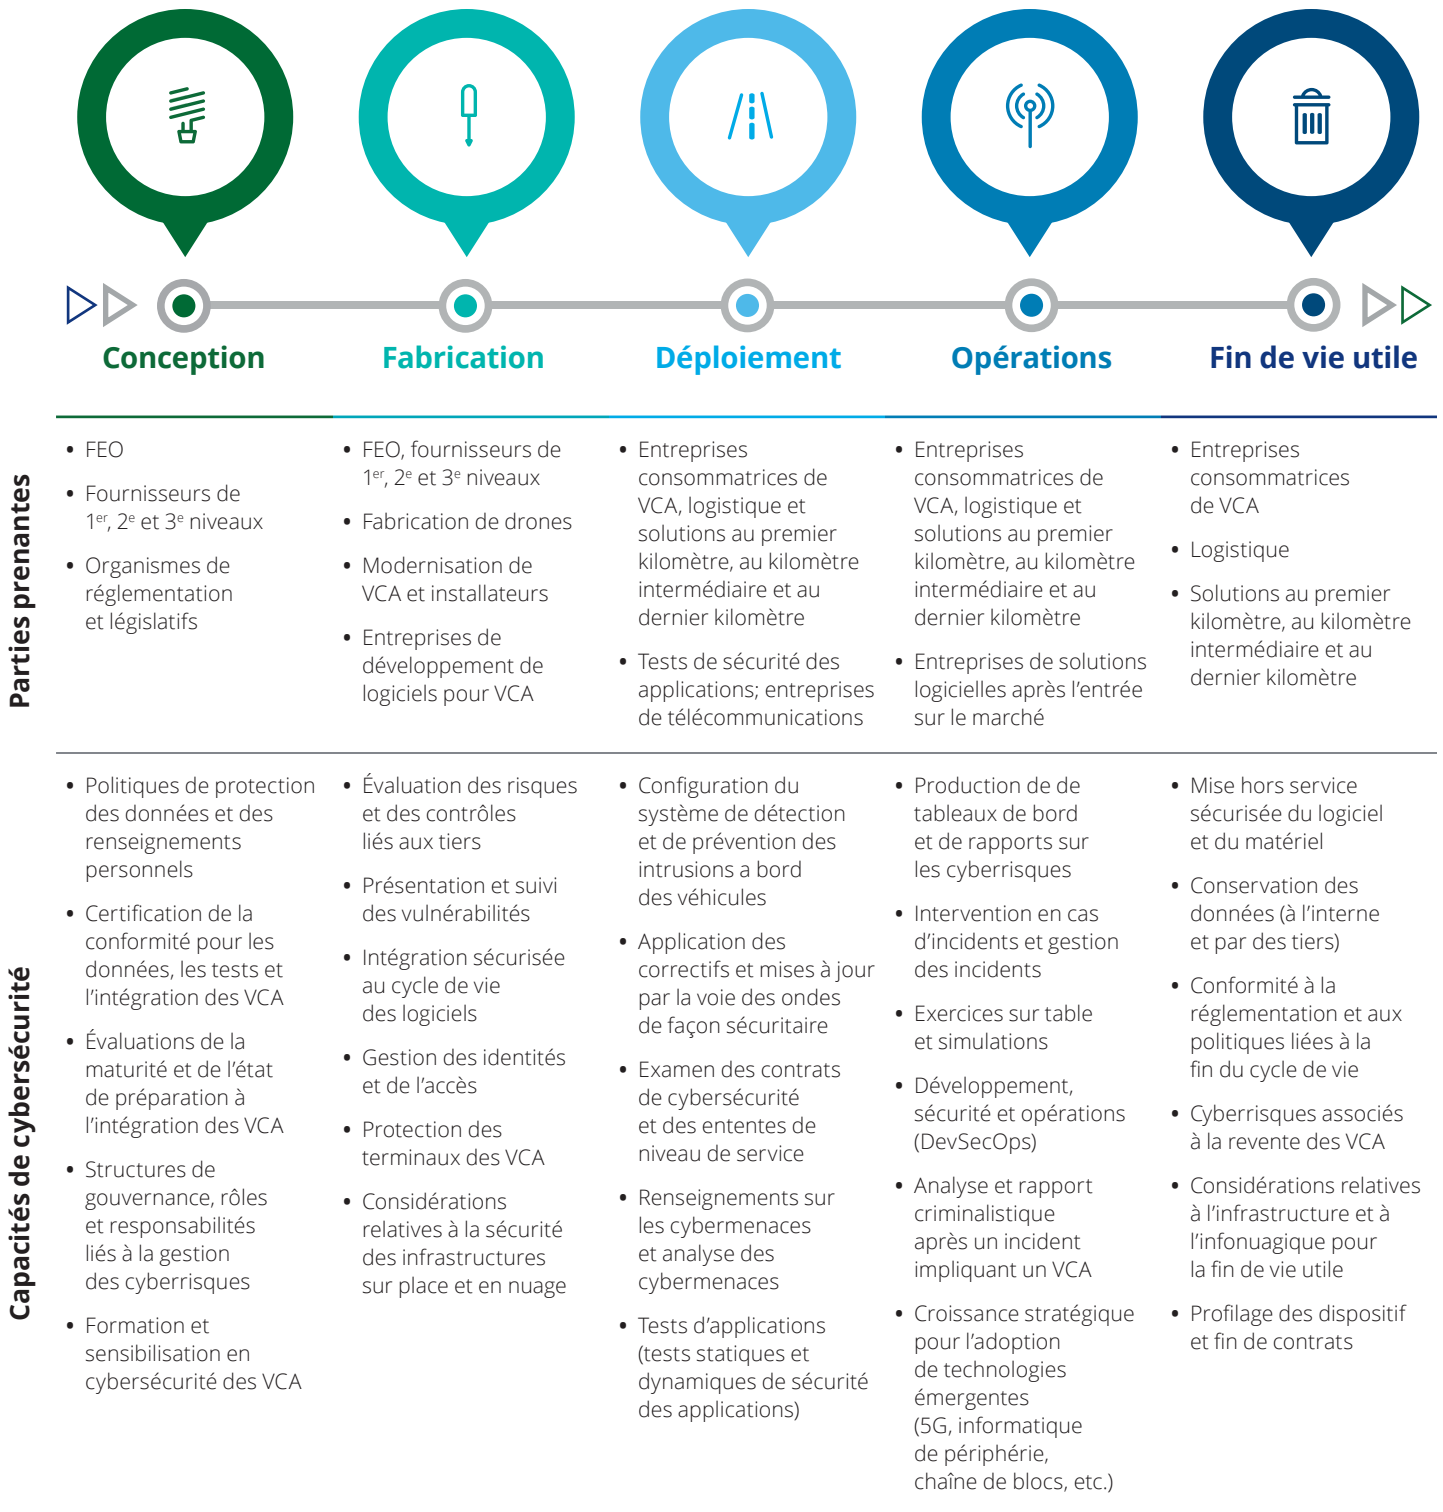 Conception
Fabrication
Déploiement
Opérations
Fin de vie utile
Parties prenantes
• FEO
• Fournisseurs de
1er, 2e et 3e niveaux
• Organismes de
réglementation
et législatifs
• FEO, fournisseurs de
1er, 2e et 3e niveaux
• Fabrication de drones
• Modernisation de
VCA et installateurs
• Entreprises de
développement de
logiciels pour VCA
• Entreprises
consommatrices de
VCA, logistique et
solutions au premier
kilomètre, au kilomètre
intermédiaire et au
dernier kilomètre
• Tests de sécurité des
applications; entreprises
de télécommunications
• Entreprises
consommatrices de
VCA, logistique et
solutions au premier
kilomètre, au kilomètre
intermédiaire et au
dernier kilomètre
• Entreprises de solutions
logicielles après l’entrée
sur le marché
• Entreprises
consommatrices
de VCA
• Logistique
• Solutions au premier
kilomètre, au kilomètre
intermédiaire et au
dernier kilomètre
Capacités de cybersécurité
• Politiques de protection
des données et des
renseignements
personnels
• Certification de la
conformité pour les
données, les tests et
l’intégration des VCA
• Évaluations de la
maturité et de l’état
de préparation à
l’intégration des VCA
• Structures de
gouvernance, rôles
et responsabilités
liés à la gestion
des cyberrisques
• Formation et
sensibilisation en
cybersécurité des VCA
• Évaluation des risques
et des contrôles
liés aux tiers
• Présentation et suivi
des vulnérabilités
• Intégration sécurisée
au cycle de vie
des logiciels
• Gestion des identités
et de l’accès
• Protection des
terminaux des VCA
• Considérations
relatives à la sécurité
des infrastructures
sur place et en nuage
• Configuration du
système de détection
et de prévention des
intrusions a bord
des véhicules
• Application des
correctifs et mises à jour
par la voie des ondes
de façon sécuritaire
• Examen des contrats
de cybersécurité
et des ententes de
niveau de service
• Renseignements sur
les cybermenaces
et analyse des
cybermenaces
• Tests d’applications
(tests statiques et
dynamiques de sécurité
des applications)
• Production de de
tableaux de bord
et de rapports sur
les cyberrisques
• Intervention en cas
d’incidents et gestion
des incidents
• Exercices sur table
et simulations
• Développement,
sécurité et opérations
(DevSecOps)
• Analyse et rapport
criminalistique
après un incident
impliquant un VCA
• Croissance stratégique
pour l’adoption
de technologies
émergentes
(5G, informatique
de périphérie,
chaîne de blocs, etc.)
• Mise hors service
sécurisée du logiciel
et du matériel
• Conservation des
données (à l’interne
et par des tiers)
• Conformité à la
réglementation et aux
politiques liées à la
fin du cycle de vie
• Cyberrisques associés
à la revente des VCA
• Considérations relatives
à l’infrastructure et à
l’infonuagique pour
la fin de vie utile
• Profilage des dispositif
et fin de contrats